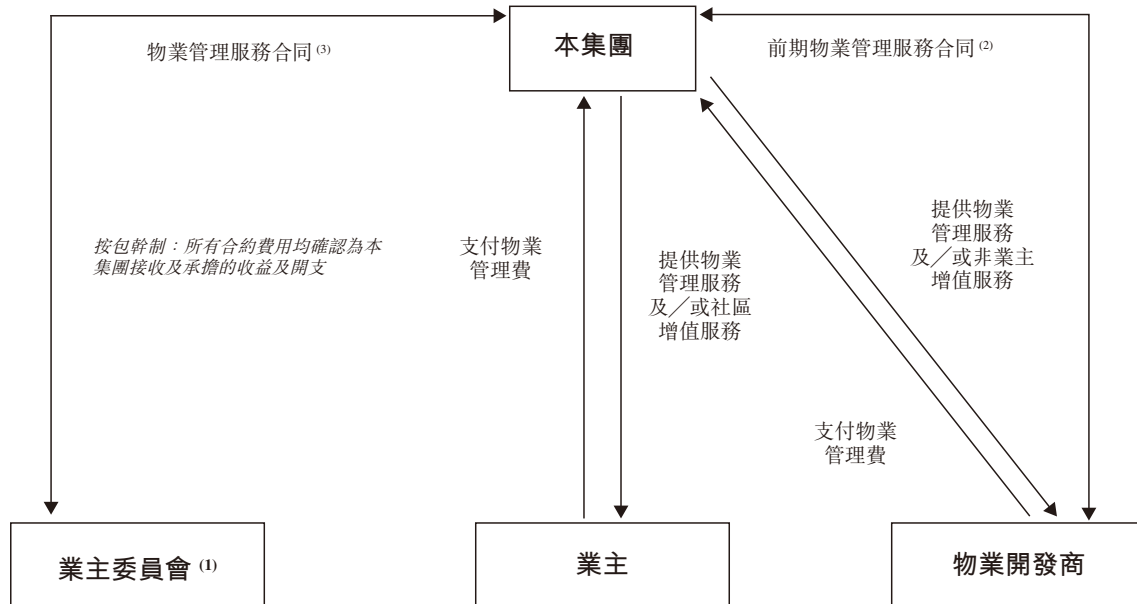 本集團
物業管理服務合同 (3)
前期物業管理服務合同 (2)
按包幹制：所有合約費用均確認為本
集團接收及承擔的收益及開支
支付物業
管理費
提供物業
管理服務
及╱或社區
增值服務
提供物業
管理服務
及╱或非業主
增值服務
支付物業
管理費
業主委員會 (1)
業主
物業開發商